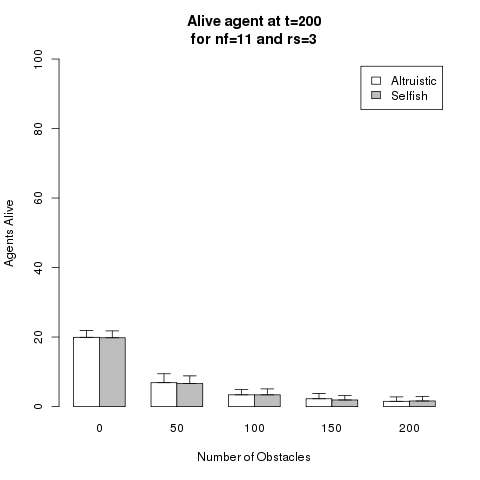 Alive agent at t=200
for nf=11 and rs=3
Altruistic
Selfish
Agents Alive
100
80
60
40
20
0
0 50 100 150 200
Number of Obstacles